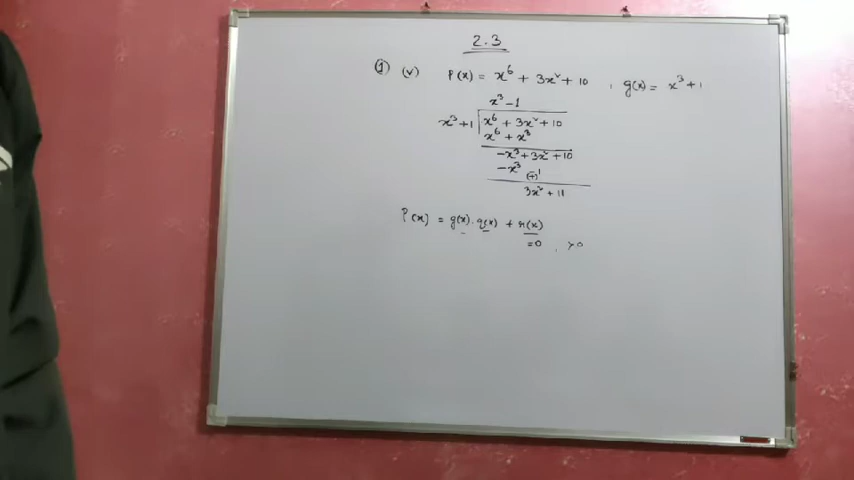 2.3
(1) (v) P(x) = x⁶ + 3x² + 10 , g(x) = x³ + 1
x³ - 1
x³ + 1 x⁶ + 3x² + 10
x⁶ + x³
-x³ + 3x² + 10
-x³ (+) 1
3x² + 11
P(x) = g(x) · q(x) + r(x)
= 0 , > 0